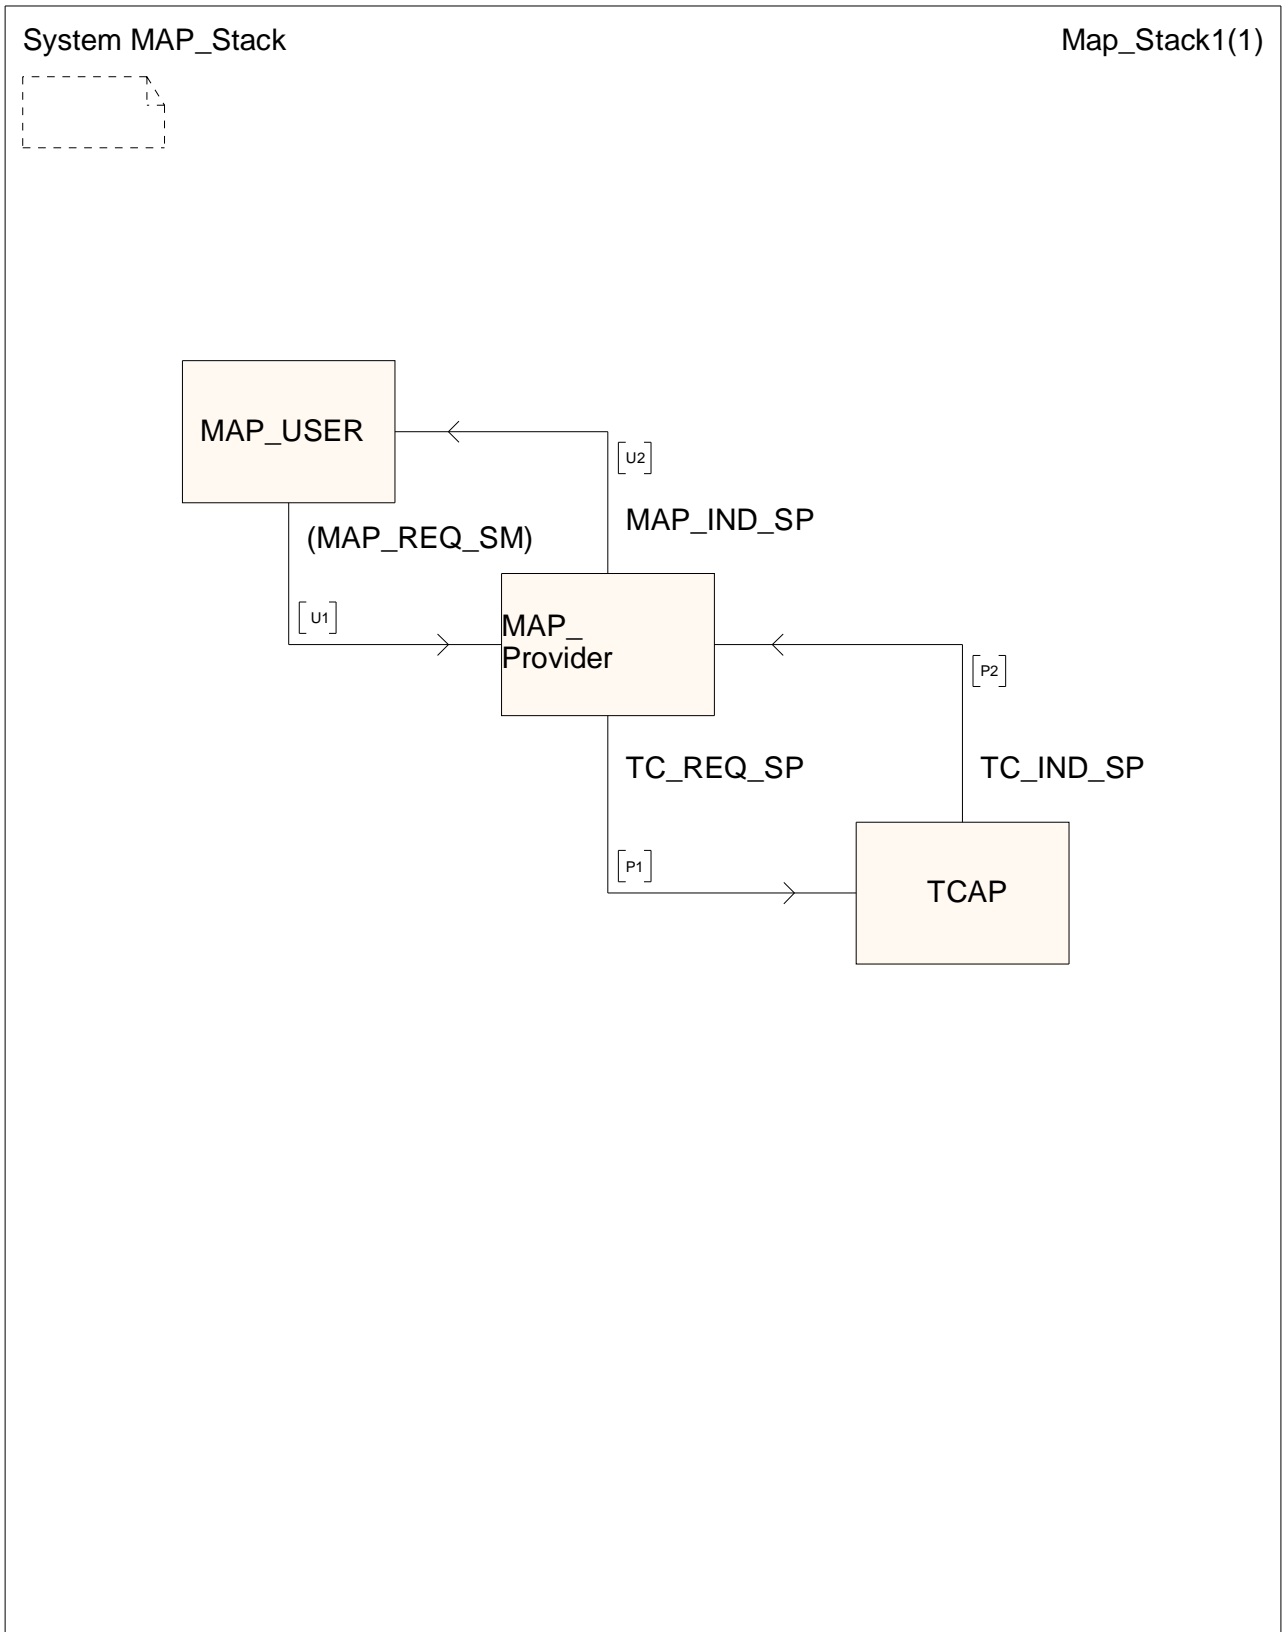 System MAP_Stack
Map_Stack1(1)
MAP_USER
U2
MAP_IND_SP
(MAP_REQ_SM)
U1
MAP_
Provider
P2
TC_REQ_SP
TC_IND_SP
P1
TCAP